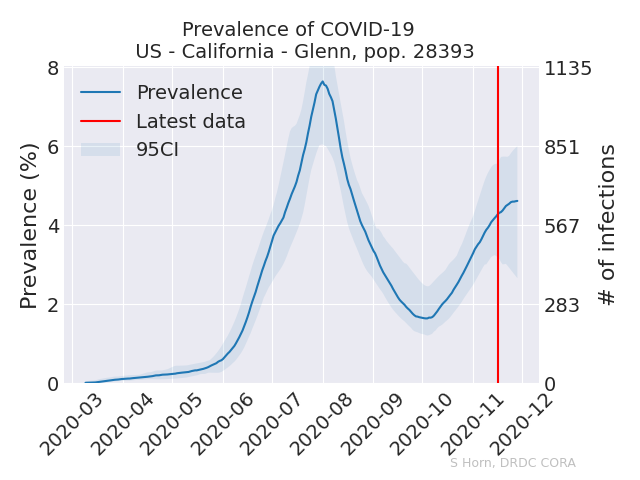 Prevalence of COVID-19
US - California - Glenn, pop. 28393
Prevalence
Latest data
95CI
Prevalence (%)
8
6
4
2
0
1135
851
567
283
0
# of infections
2020-03
2020-04
2020-05
2020-06
2020-07
2020-08
2020-09
2020-10
2020-11
2020-12
S Horn, DRDC CORA